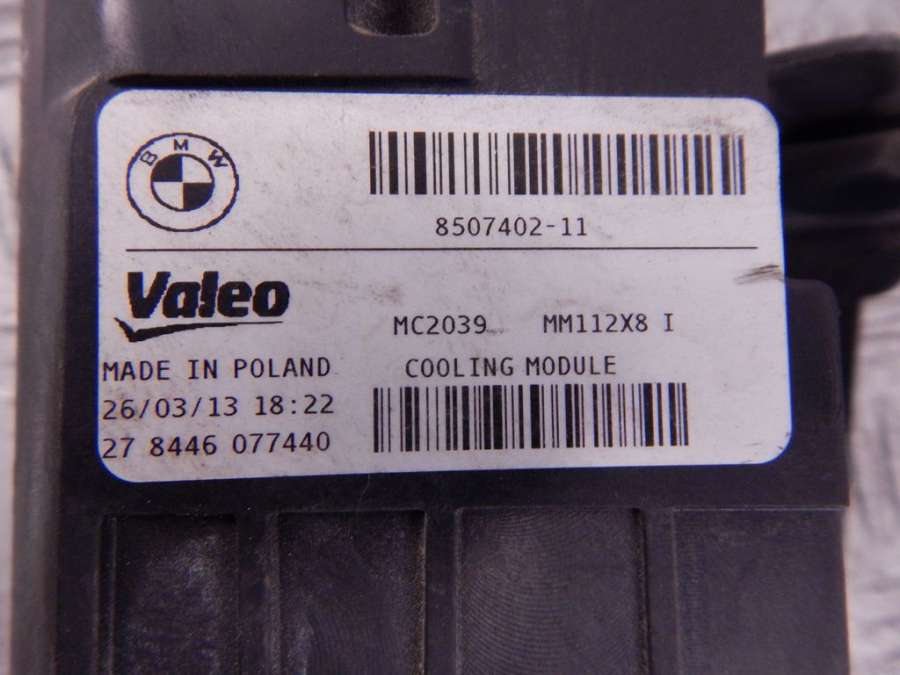 BMW
8507402-11
Valeo
MC2039 MM112X8 I
MADE IN POLAND COOLING MODULE
26/03/13 18:22
27 8446 077440